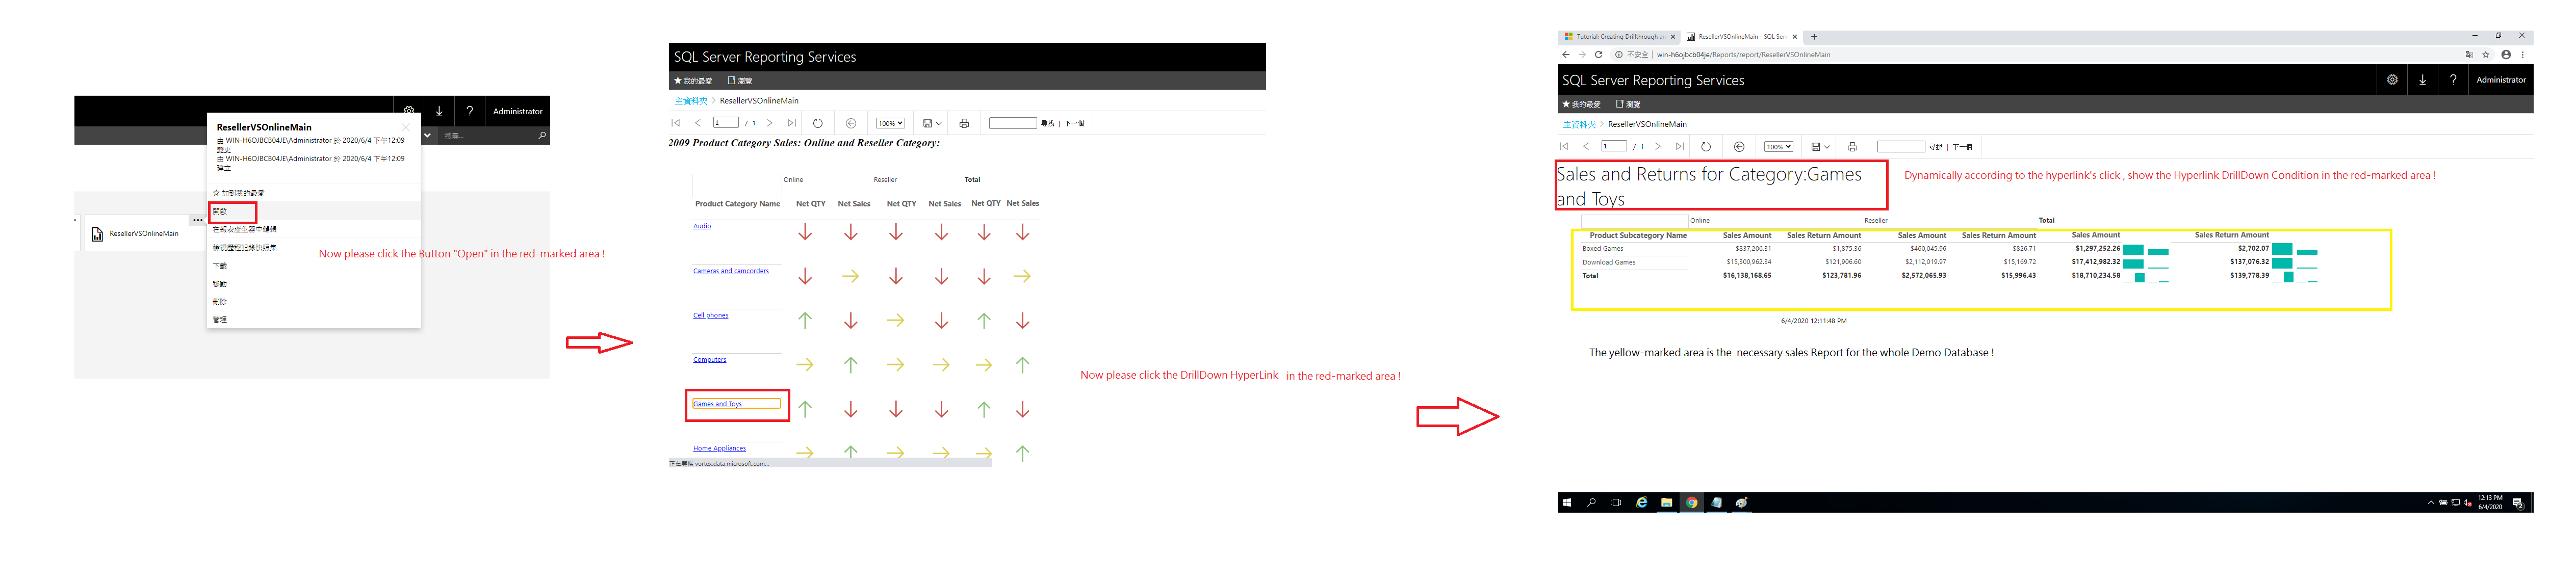 Administrator
ResellerVSOnlineMain
由 WIN-H6OJBCB04JE\Administrator 於 2020/6/4 下午12:09
變更
由 WIN-H6OJBCB04JE\Administrator 於 2020/6/4 下午12:09
建立
搜尋...
☆ 加到我的最愛
開啟
在報表產生器中編輯
檢視歷程記錄快照集
下載
移動
刪除
管理
ResellerVSOnlineMain
Now please click the Button "Open" in the red-marked area !
SQL Server Reporting Services
★ 我的最愛 瀏覽
主資料夾 > ResellerVSOnlineMain
1 / 1 100% 尋找 | 下一個
2009 Product Category Sales: Online and Reseller Category:
Online Reseller Total
Product Category Name Net QTY Net Sales Net QTY Net Sales Net QTY Net Sales
Audio
Cameras and camcorders
Cell phones
Computers
Games and Toys
Home Appliances
正在等候 vortex.data.microsoft.com...
Now please click the DrillDown HyperLink in the red-marked area !
Tutorial: Creating Drillthrough an ResellerVSOnlineMain - SQL Serv
不安全 | win-h6ojbcb04je/Reports/report/ResellerVSOnlineMain
SQL Server Reporting Services
Administrator
★ 我的最愛 瀏覽
主資料夾 > ResellerVSOnlineMain
1 / 1 100% 尋找 | 下一個
Sales and Returns for Category:Games
and Toys
Dynamically according to the hyperlink's click , show the Hyperlink DrillDown Condition in the red-marked area !
Online Reseller Total
Product Subcategory Name Sales Amount Sales Return Amount Sales Amount Sales Return Amount Sales Amount Sales Return Amount
Boxed Games $837,206.31 $1,875.36 $460,045.96 $826.71 $1,297,252.26 $2,702.07
Download Games $15,300,962.34 $121,906.60 $2,112,019.97 $15,169.72 $17,412,982.32 $137,076.32
Total $16,138,168.65 $123,781.96 $2,572,065.93 $15,996.43 $18,710,234.58 $139,778.39
6/4/2020 12:11:48 PM
The yellow-marked area is the necessary sales Report for the whole Demo Database !
12:13 PM
6/4/2020
2